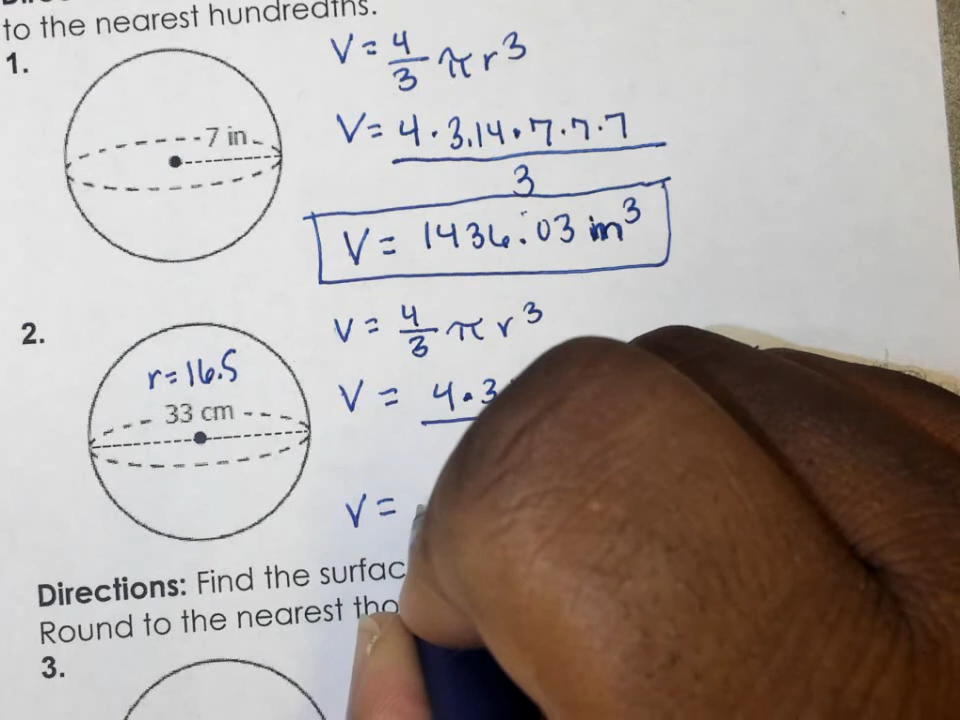 to the nearest hundredths.
1.
7 in
V = 4/3 πr³
V = 4·3.14·7·7·7
3
V = 1436.03 in³
2.
r=16.5
33 cm
V = 4/3 πr³
V = 4·3
V =
Directions: Find the surfac
Round to the nearest tho
3.